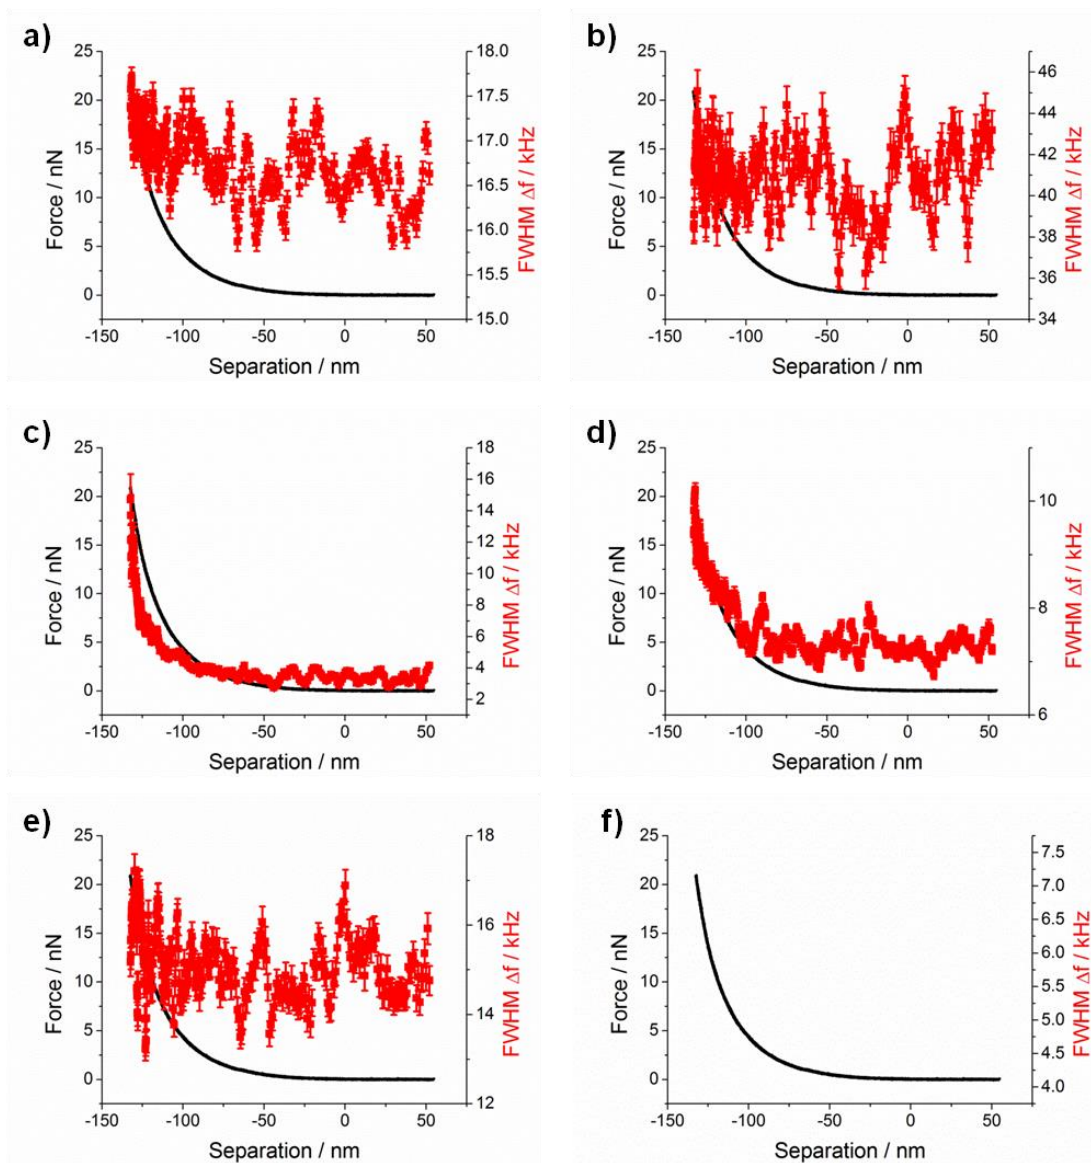 a)
25
20
15
10
5
0
Force / nN
18.0
17.5
17.0
16.5
16.0
15.5
15.0
FWHM Δf / kHz
-150 -100 -50 0 50
Separation / nm
b)
25
20
15
10
5
0
Force / nN
46
44
42
40
38
36
34
FWHM Δf / kHz
-150 -100 -50 0 50
Separation / nm
c)
25
20
15
10
5
0
Force / nN
18
16
14
12
10
8
6
4
2
FWHM Δf / kHz
-150 -100 -50 0 50
Separation / nm
d)
25
20
15
10
5
0
Force / nN
10
8
6
FWHM Δf / kHz
-150 -100 -50 0 50
Separation / nm
e)
25
20
15
10
5
0
Force / nN
18
16
14
12
FWHM Δf / kHz
-150 -100 -50 0 50
Separation / nm
f)
25
20
15
10
5
0
Force / nN
7.5
7.0
6.5
6.0
5.5
5.0
4.5
4.0
FWHM Δf / kHz
-150 -100 -50 0 50
Separation / nm